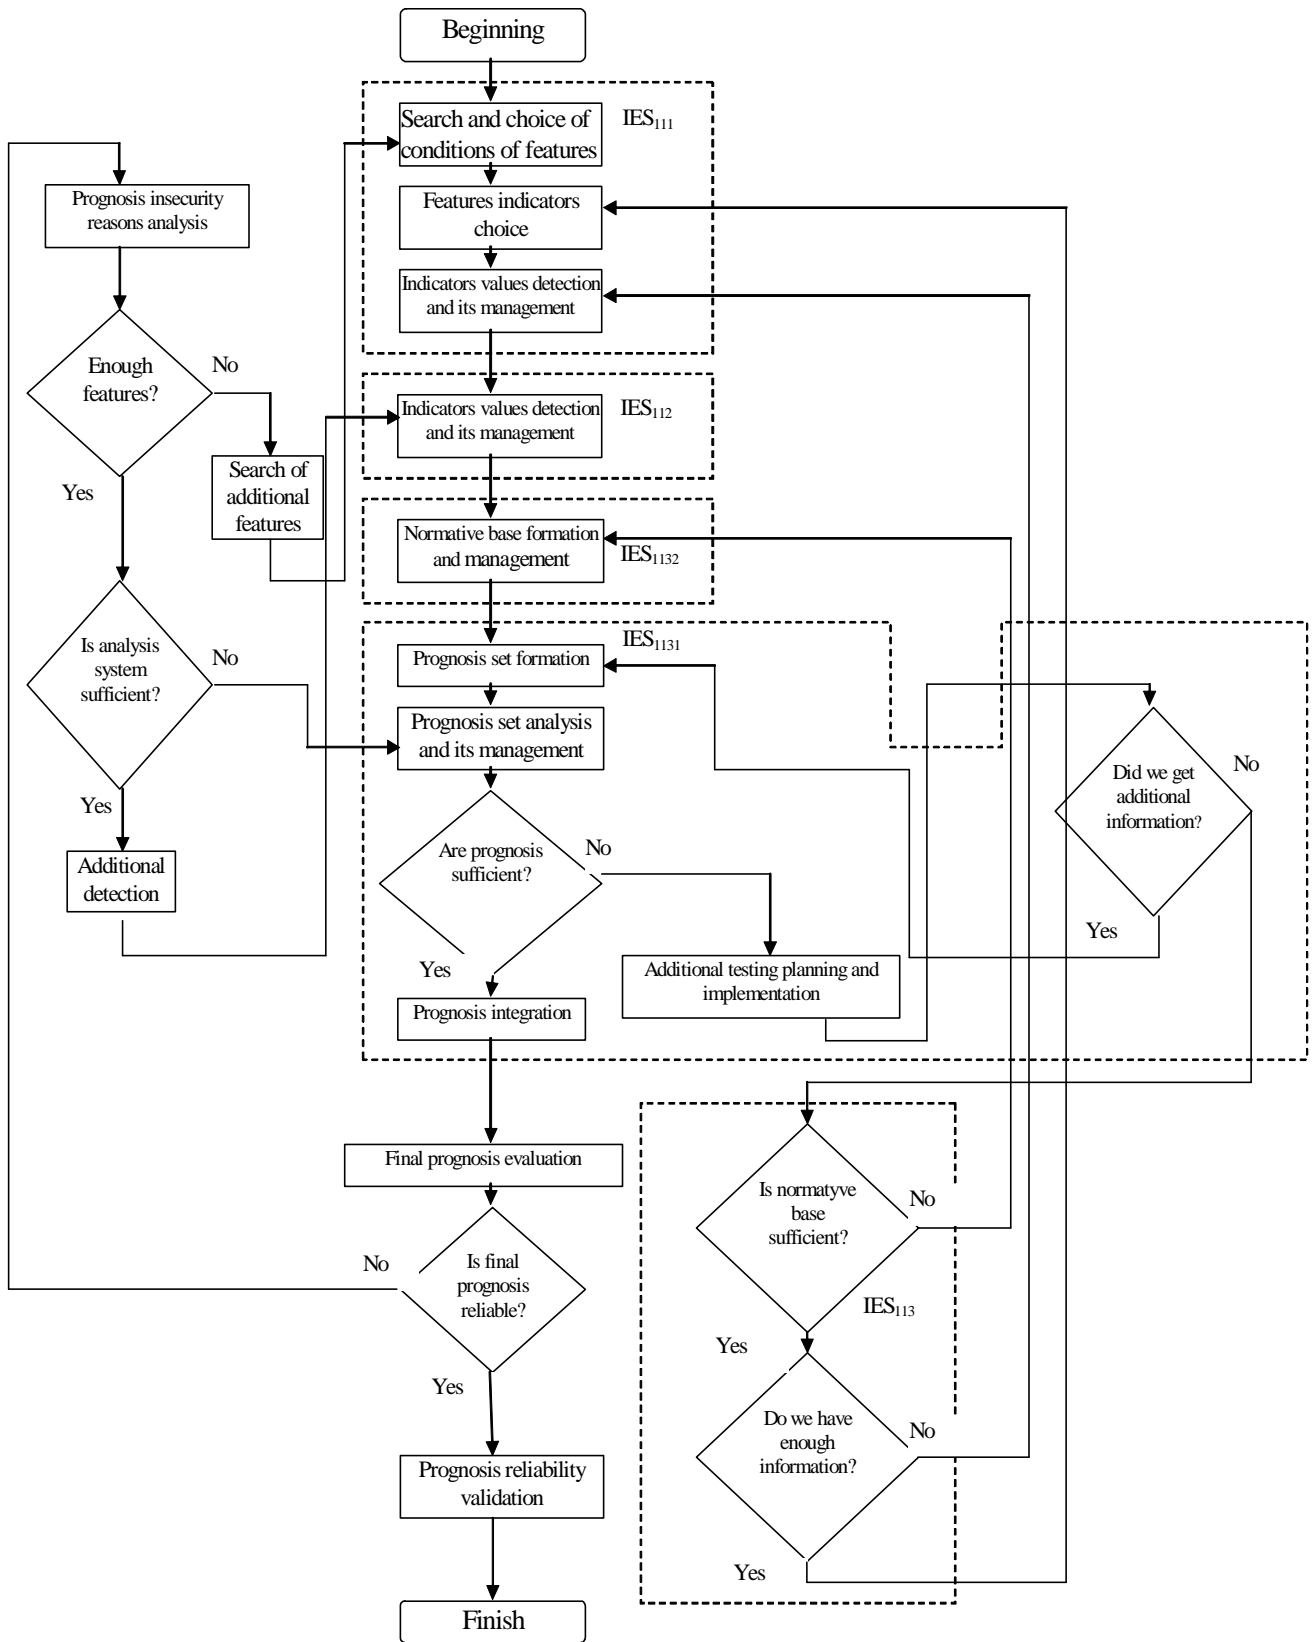 Beginning
Search and choice of
conditions of features
IES111
Features indicators
choice
Indicators values detection
and its management
Prognosis insecurity
reasons analysis
Enough
features?
No
Yes
Search of
additional
features
Indicators values detection
and its management
IES112
Normative base formation
and management
IES1132
Is analysis
system
sufficient?
No
Yes
Additional
detection
IES1131
Prognosis set formation
Prognosis set analysis
and its management
Are prognosis
sufficient?
No
Yes
Additional testing planning and
implementation
Prognosis integration
Did we get
additional
information?
No
Yes
Final prognosis evaluation
Is final
prognosis
reliable?
No
Yes
Is normatyve
base
sufficient?
No
IES113
Yes
Do we have
enough
information?
No
Yes
Prognosis reliability
validation
Finish